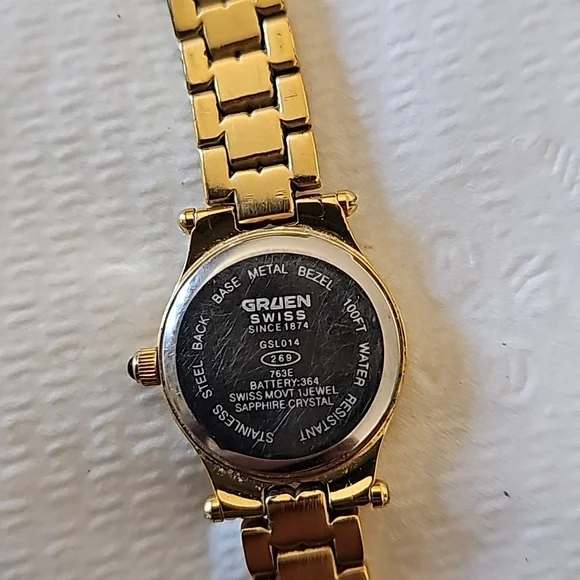 GRUEN
SWISS
SINCE 1874
GSL014
269
763E
BATTERY:364
SWISS MOVT 1JEWEL
SAPPHIRE CRYSTAL
STAINLESS STEEL BACK BASE METAL BEZEL 100FT WATER RESISTANT